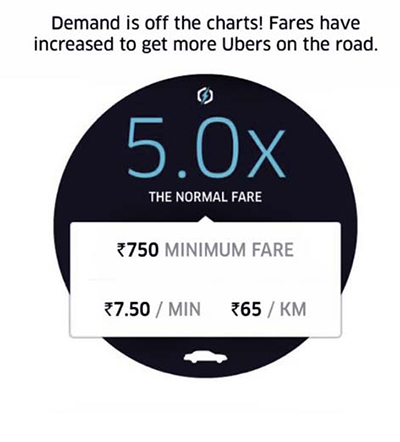 Demand is off the charts! Fares have
increased to get more Ubers on the road.
5.0x
THE NORMAL FARE
₹750 MINIMUM FARE
₹7.50 / MIN ₹65 / KM